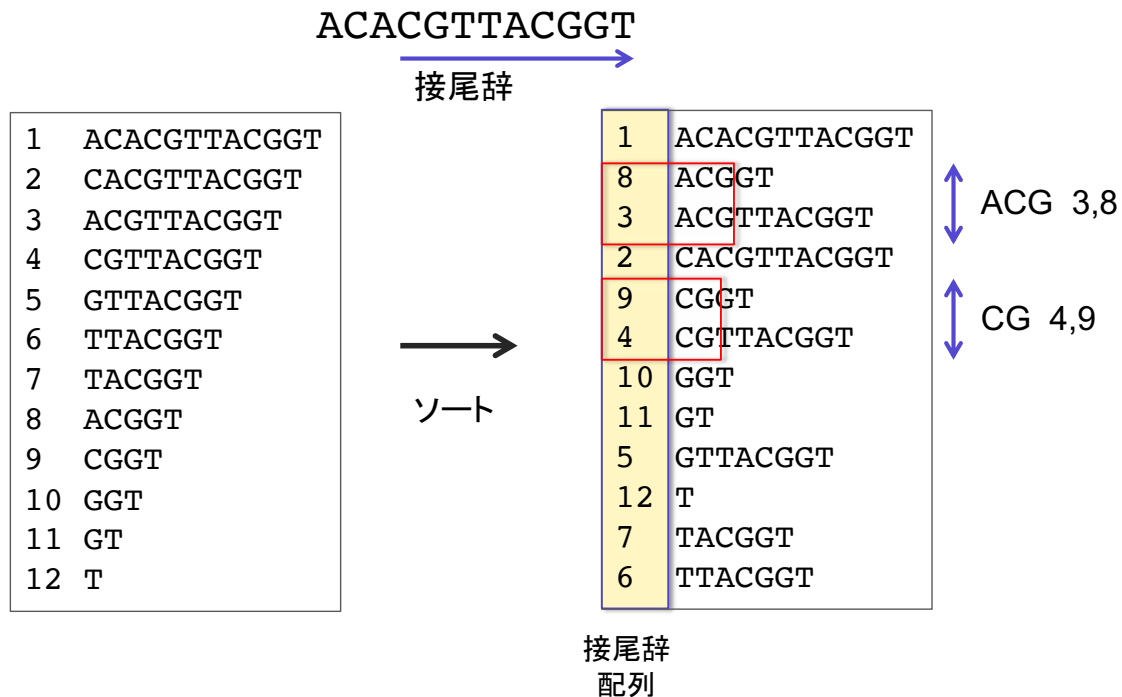 ACACGTTACGGT
接尾辞
1 ACACGTTACGGT
2 CACGTTACGGT
3 ACGTTACGGT
4 CGTTACGGT
5 GTTACGGT
6 TTACGGT
7 TACGGT
8 ACGGT
9 CGGT
10 GGT
11 GT
12 T
ソート
1 ACACGTTACGGT
8 ACGGT
3 ACGTTACGGT
2 CACGTTACGGT
9 CGGT
4 CGTTACGGT
10 GGT
11 GT
5 GTTACGGT
12 T
7 TACGGT
6 TTACGGT
接尾辞
配列
ACG 3,8
CG 4,9